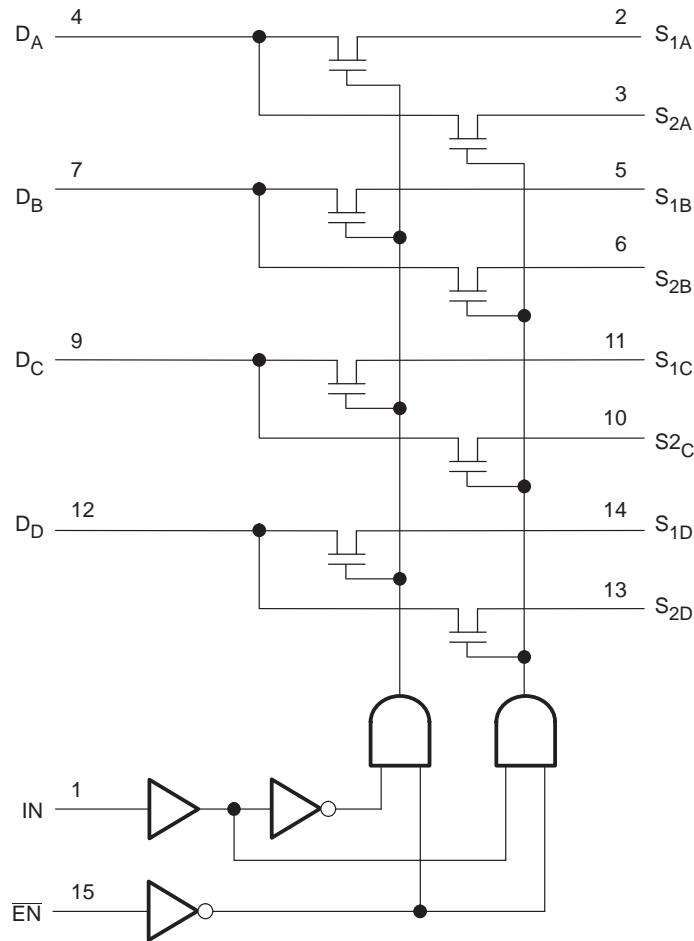 D_A 4 2 S_1A
3 S_2A
D_B 7 5 S_1B
6 S_2B
D_C 9 11 S_1C
10 S2_C
D_D 12 14 S_1D
13 S_2D
IN 1
E̅N̅ 15